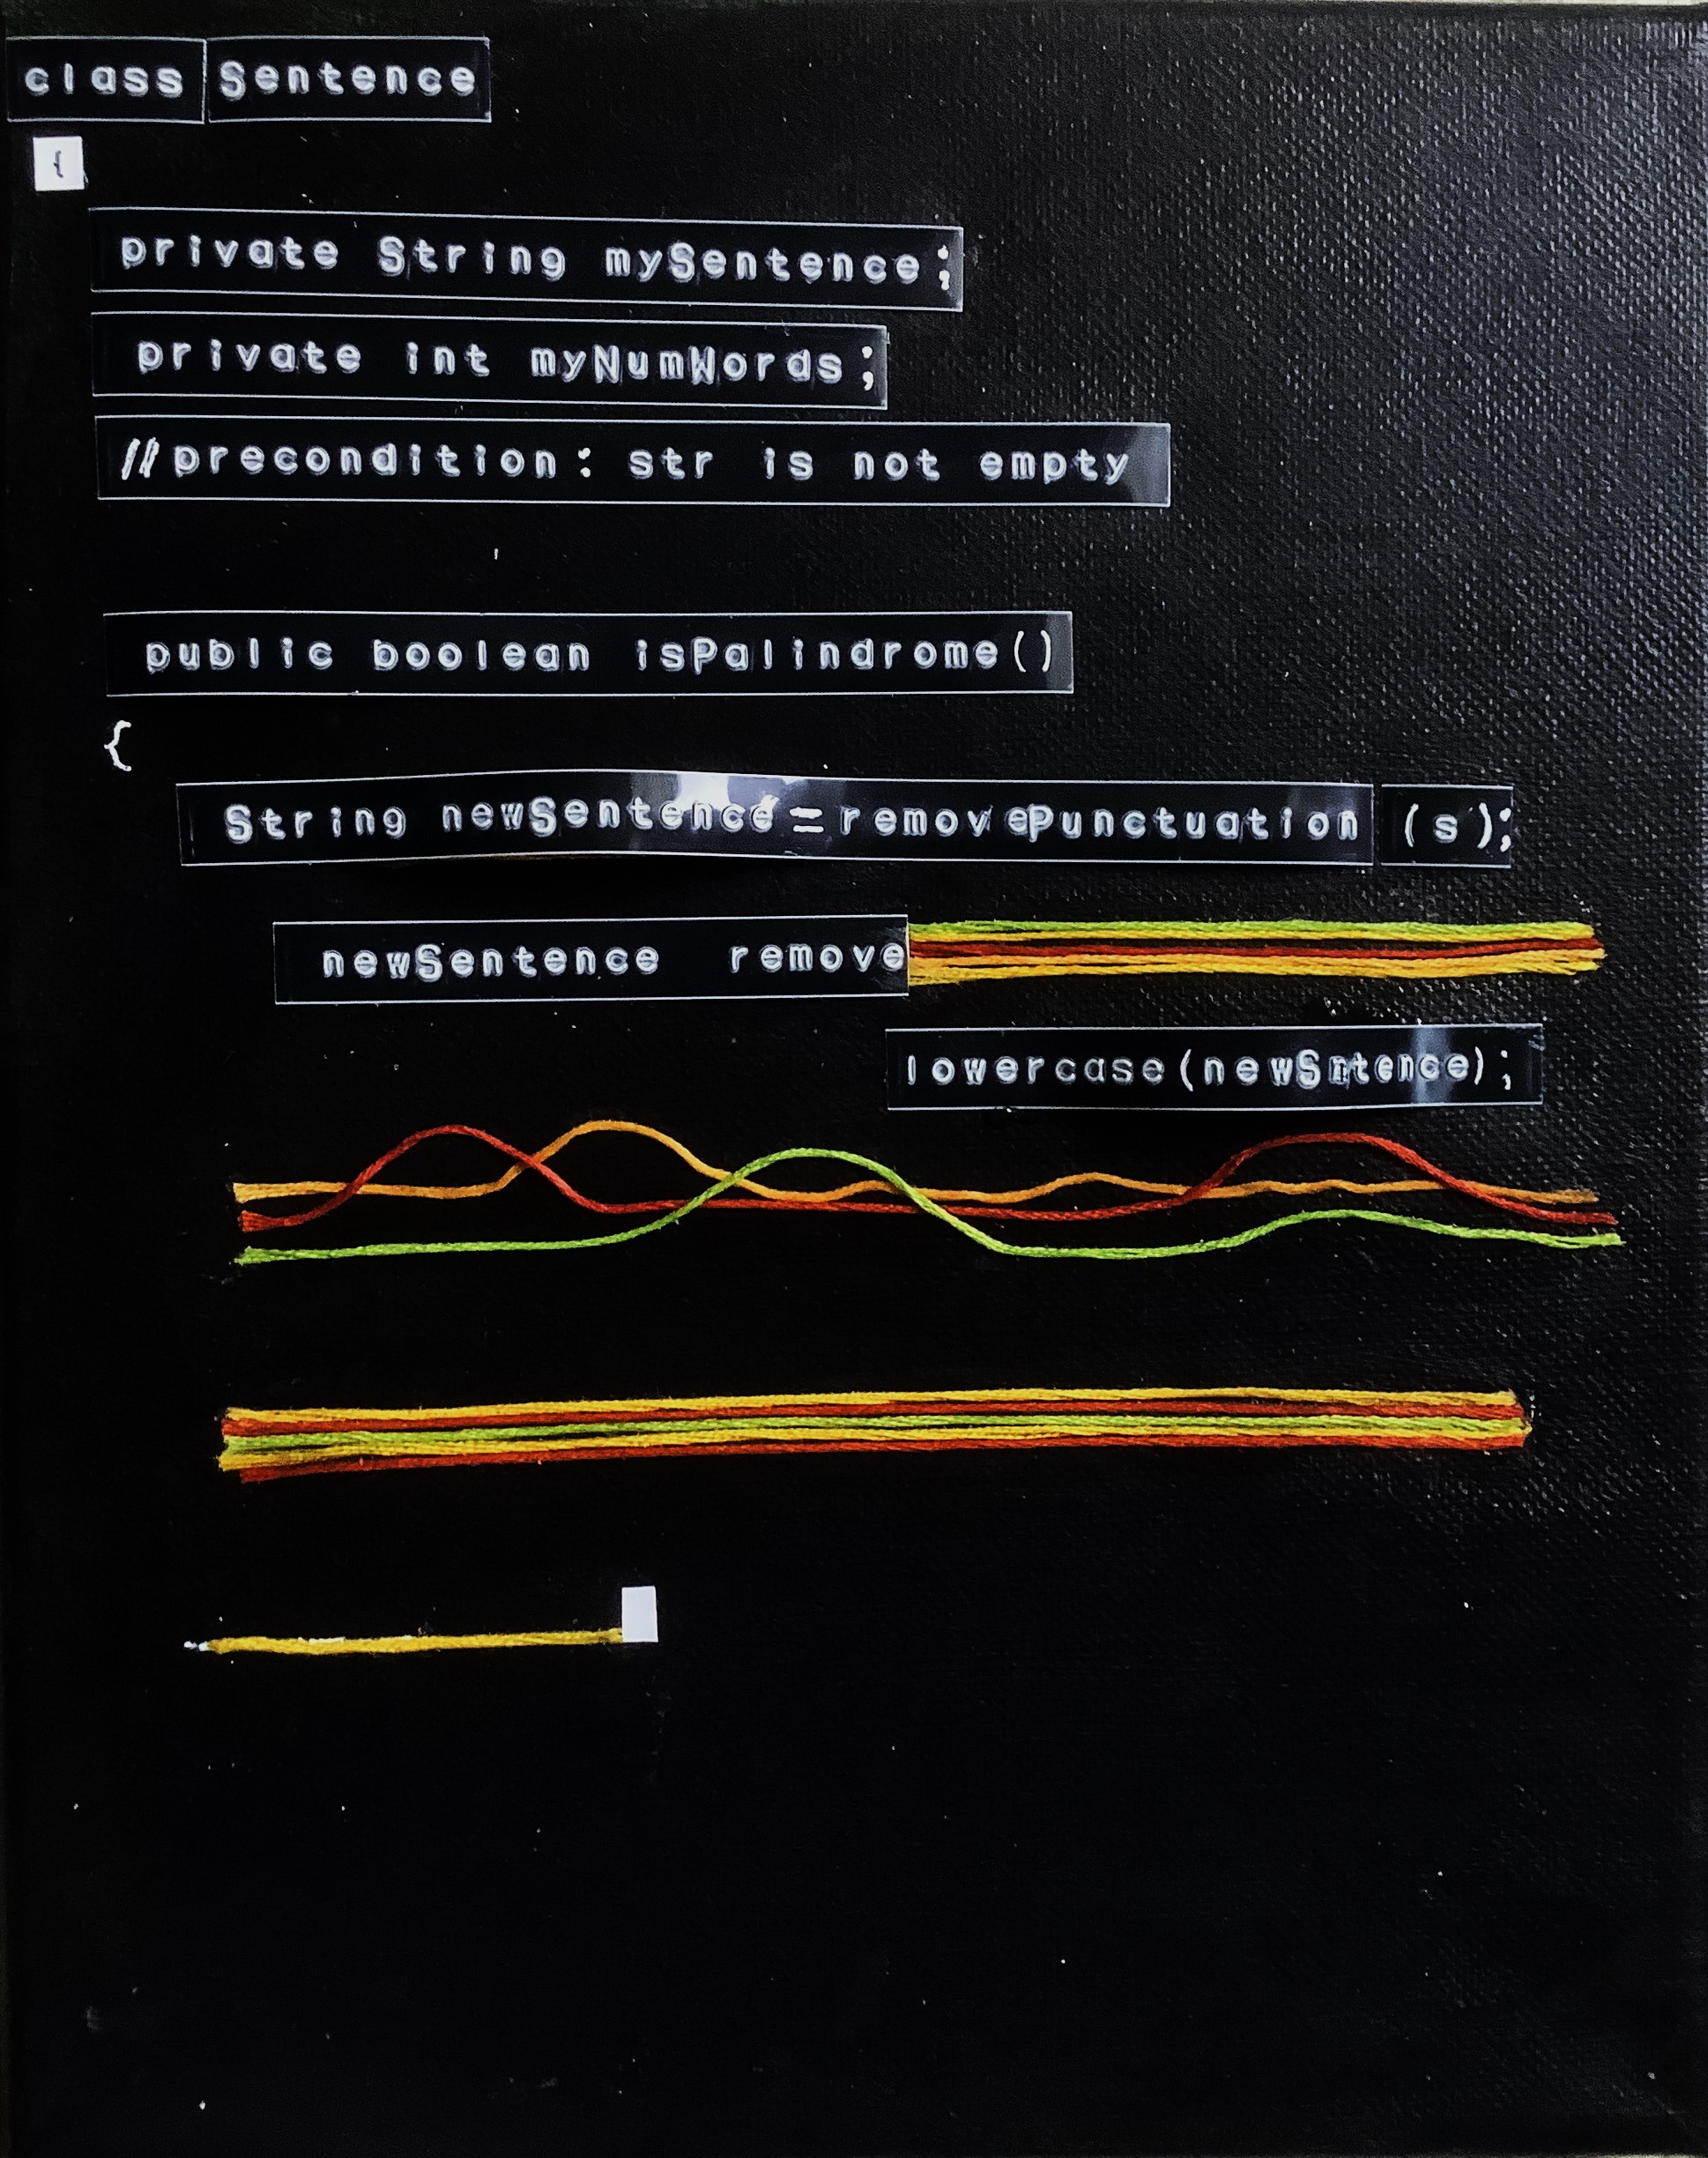 class Sentence
{
private String mySentence;
private int myNumWords;
//precondition: str is not empty
public boolean isPalindrome()
{
String newSentence=removePunctuation (s);
newSentence remove
lowercase(newSntence);